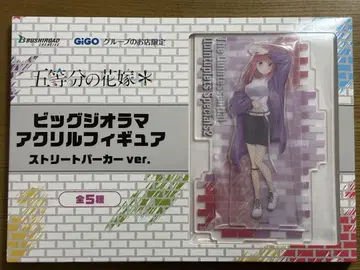 BUSHIROAD
CREATIVE
GiGO グループのお店限定
五等分の花嫁＊
ビッグジオラマ
アクリルフィギュア
ストリートパーカー ver.
全5種